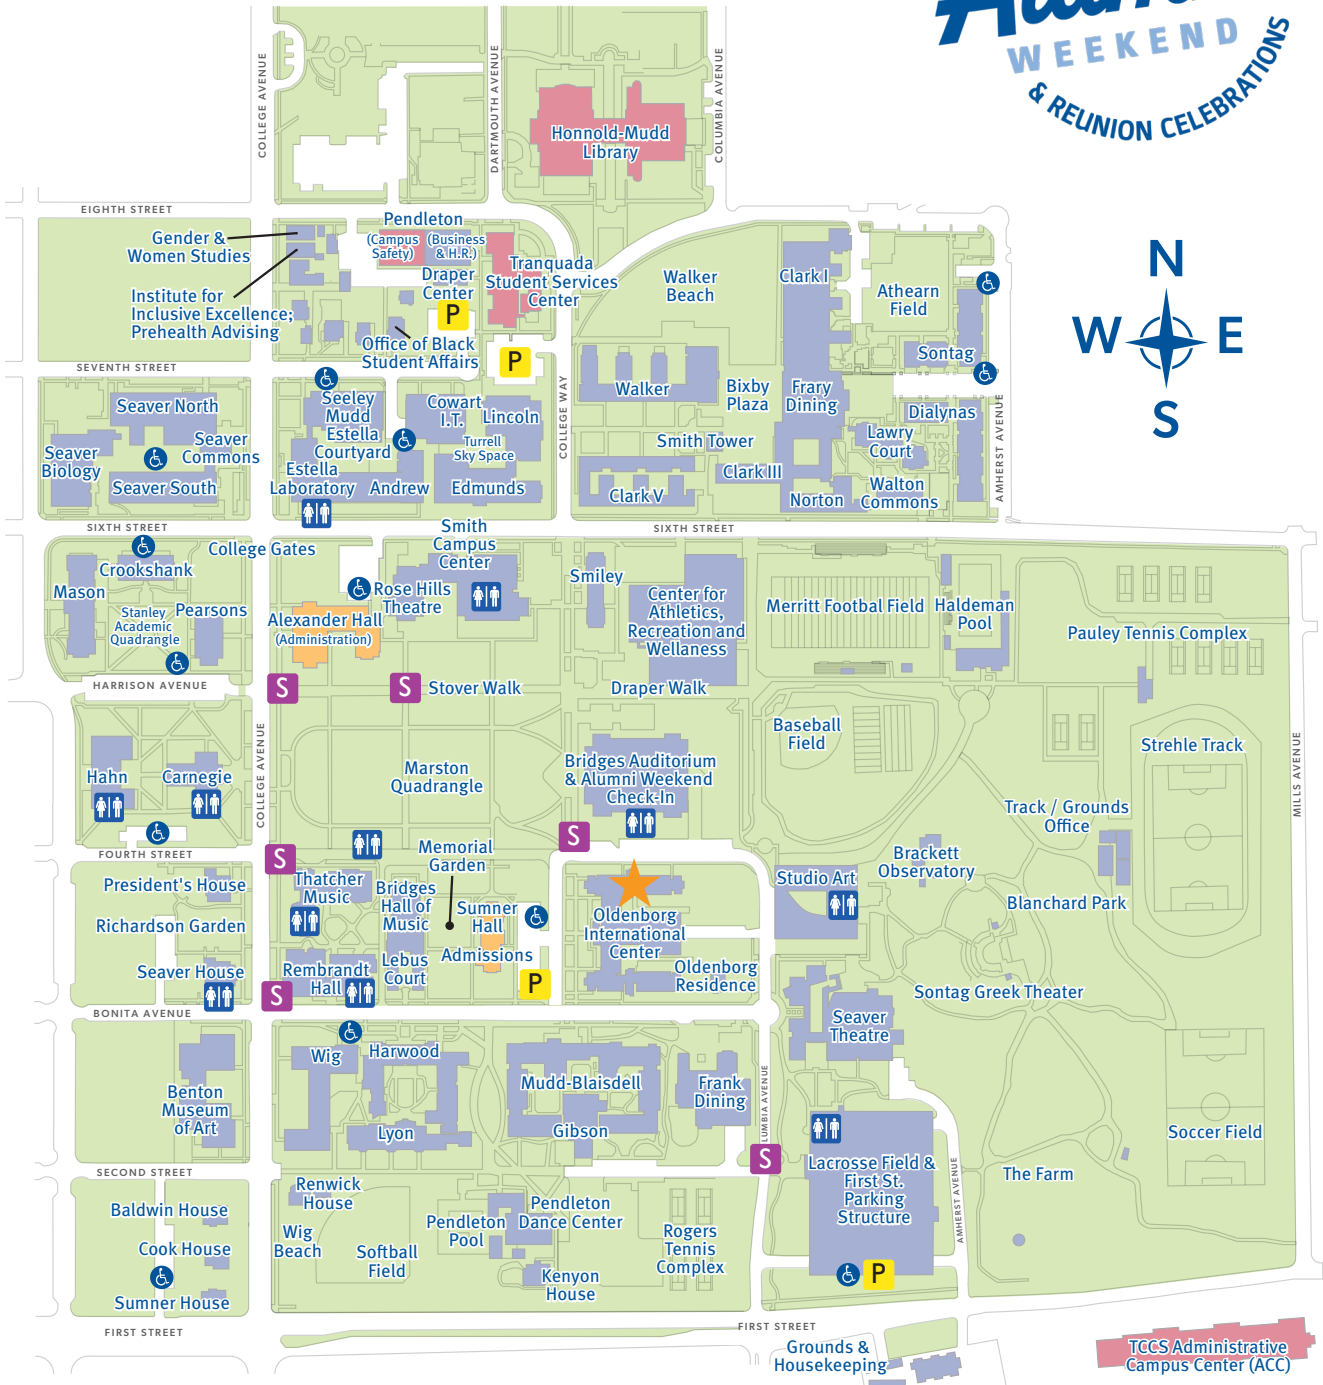 WEEKEND
& REUNION CELEBRATIONS
COLLEGE AVENUE
DARTMOUTH AVENUE
COLUMBIA AVENUE
Honnold-Mudd
Library
EIGHTH STREET
Gender &
Women Studies
Institute for
Inclusive Excellence;
Prehealth Advising
Pendleton
(Campus
Safety)
(Business
& H.R.)
Draper
Center
P
Tranquada
Student Services
Center
Office of Black
Student Affairs
P
Walker
Beach
Clark I
Athearn
Field
Sontag
N
W
E
S
SEVENTH STREET
Seaver North
Seaver
Commons
Seaver
Biology
Seaver South
Seeley
Mudd
Estella
Courtyard
Estella
Laboratory
Andrew
Cowart
I.T.
Lincoln
Turrell
Sky Space
Edmunds
COLLEGE WAY
Walker
Bixby
Plaza
Frary
Dining
Smith Tower
Clark III
Clark V
Norton
Dialynas
Lawry
Court
Walton
Commons
AMHERST AVENUE
SIXTH STREET
SIXTH STREET
College Gates
Smith
Campus
Center
Crookshank
Mason
Stanley
Academic
Quadrangle
Pearsons
Rose Hills
Theatre
Alexander Hall
(Administration)
Smiley
Center for
Athletics,
Recreation and
Wellaness
Merritt Footbal Field
Haldeman
Pool
Pauley Tennis Complex
HARRISON AVENUE
S
S
Stover Walk
Draper Walk
COLLEGE AVENUE
Hahn
Carnegie
Marston
Quadrangle
Bridges Auditorium
& Alumni Weekend
Check-In
Baseball
Field
Strehle Track
MILLS AVENUE
Track / Grounds
Office
S
FOURTH STREET
S
Memorial
Garden
President's House
Richardson Garden
Seaver House
Thatcher
Music
Bridges
Hall of
Music
Sumner
Hall
Admissions
Lebus
Court
Rembrandt
Hall
S
P
Oldenborg
International
Center
Oldenborg
Residence
Studio Art
Brackett
Observatory
Blanchard Park
Sontag Greek Theater
BONITA AVENUE
Seaver
Theatre
Benton
Museum
of Art
Wig
Harwood
Lyon
Mudd-Blaisdell
Gibson
Frank
Dining
S
Lacrosse Field &
First St.
Parking
Structure
AMHERST AVENUE
Soccer Field
The Farm
SECOND STREET
Baldwin House
Cook House
Sumner House
Renwick
House
Wig
Beach
Softball
Field
Pendleton
Pool
Pendleton
Dance Center
Kenyon
House
Rogers
Tennis
Complex
P
FIRST STREET
FIRST STREET
Grounds &
Housekeeping
TCCS Administrative
Campus Center (ACC)